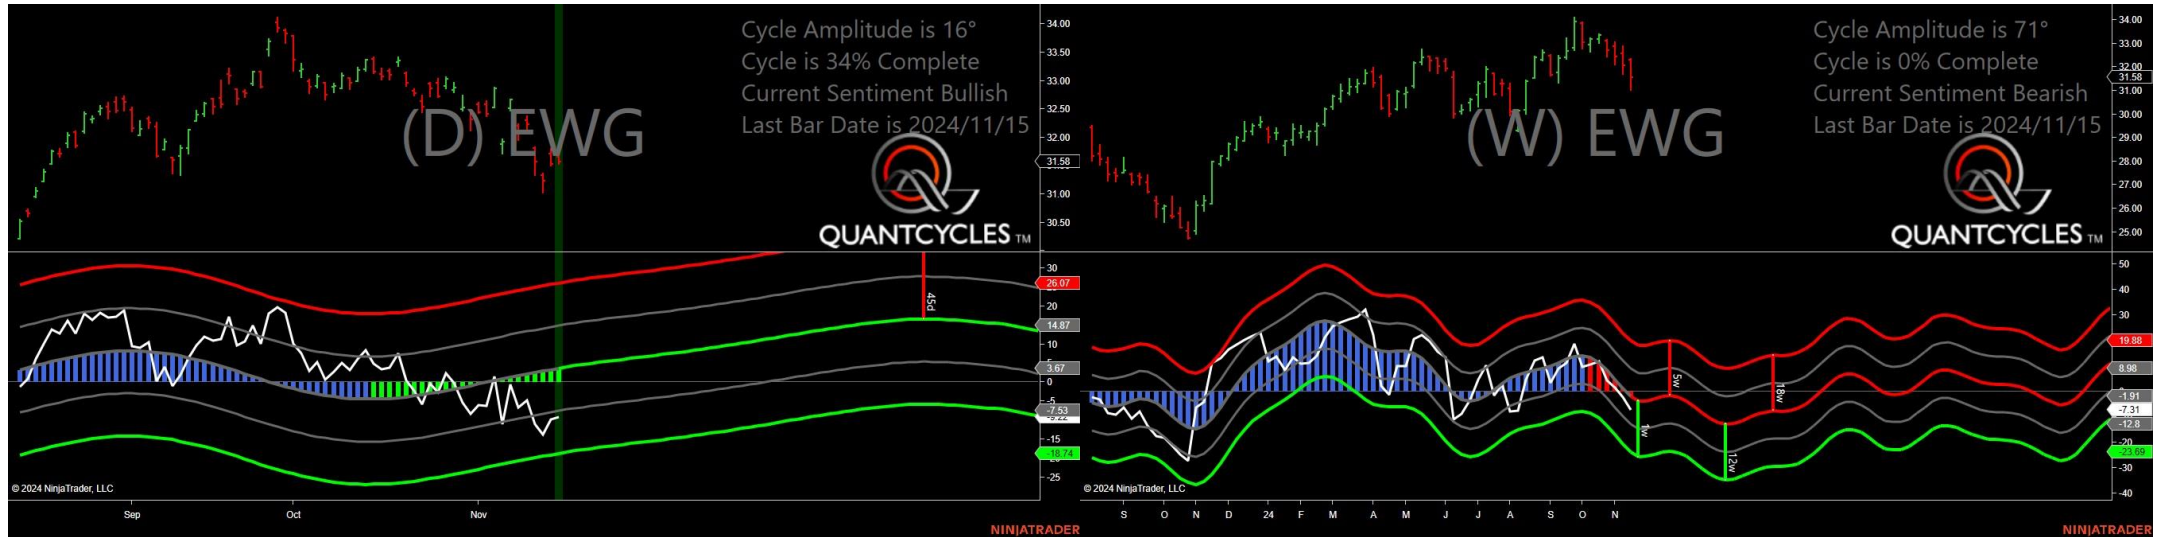 Cycle Amplitude is 16°
Cycle is 34% Complete
Current Sentiment Bullish
Last Bar Date is 2024/11/15
(D) EWG
QUANTCYCLES TM
34.00
33.50
33.00
32.50
32.00
31.58
31.00
30.50
30
26.07
20
14.87
10
5
3.67
0
-5
-7.53
-15
-18.74
-25
45d
© 2024 NinjaTrader, LLC
Sep Oct Nov
NINJATRADER
Cycle Amplitude is 71°
Cycle is 0% Complete
Current Sentiment Bearish
Last Bar Date is 2024/11/15
(W) EWG
QUANTCYCLES TM
34.00
33.00
32.00
31.58
31.00
30.00
29.00
28.00
27.00
26.00
25.00
50
40
30
19.88
8.98
-1.91
-7.31
-12.8
-20
-23.69
-30
-40
5w
18w
1w
12w
© 2024 NinjaTrader, LLC
S O N D 24 F M A M J J A S O N
NINJATRADER